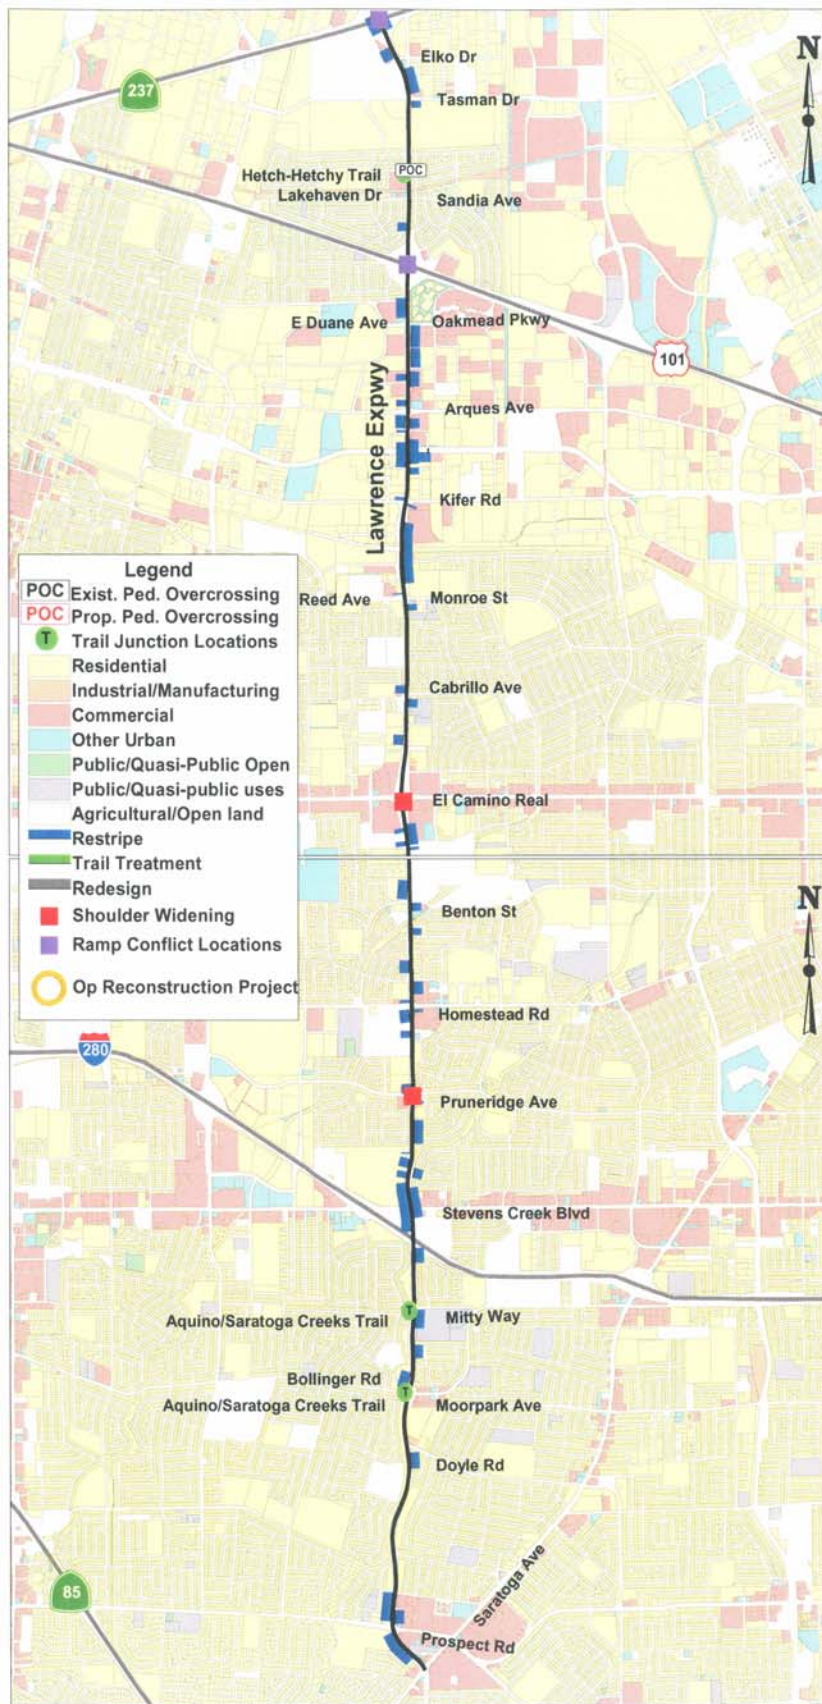 Elko Dr
N
237
Tasman Dr
Hetch-Hetchy Trail
POC
Lakehaven Dr
Sandia Ave
E Duane Ave
Oakmead Pkwy
101
Lawrence Expwy
Arques Ave
Kifer Rd
Legend
POC Exist. Ped. Overcrossing
POC Prop. Ped. Overcrossing
T Trail Junction Locations
Residential
Industrial/Manufacturing
Commercial
Other Urban
Public/Quasi-Public Open
Public/Quasi-public uses
Agricultural/Open land
Restripe
Trail Treatment
Redesign
Shoulder Widening
Ramp Conflict Locations
Op Reconstruction Project
Reed Ave
Monroe St
Cabrillo Ave
El Camino Real
N
Benton St
Homestead Rd
280
Pruneridge Ave
Stevens Creek Blvd
Aquino/Saratoga Creeks Trail
T
Mitty Way
Bollinger Rd
Aquino/Saratoga Creeks Trail
T
Moorpark Ave
Doyle Rd
85
Saratoga Ave
Prospect Rd